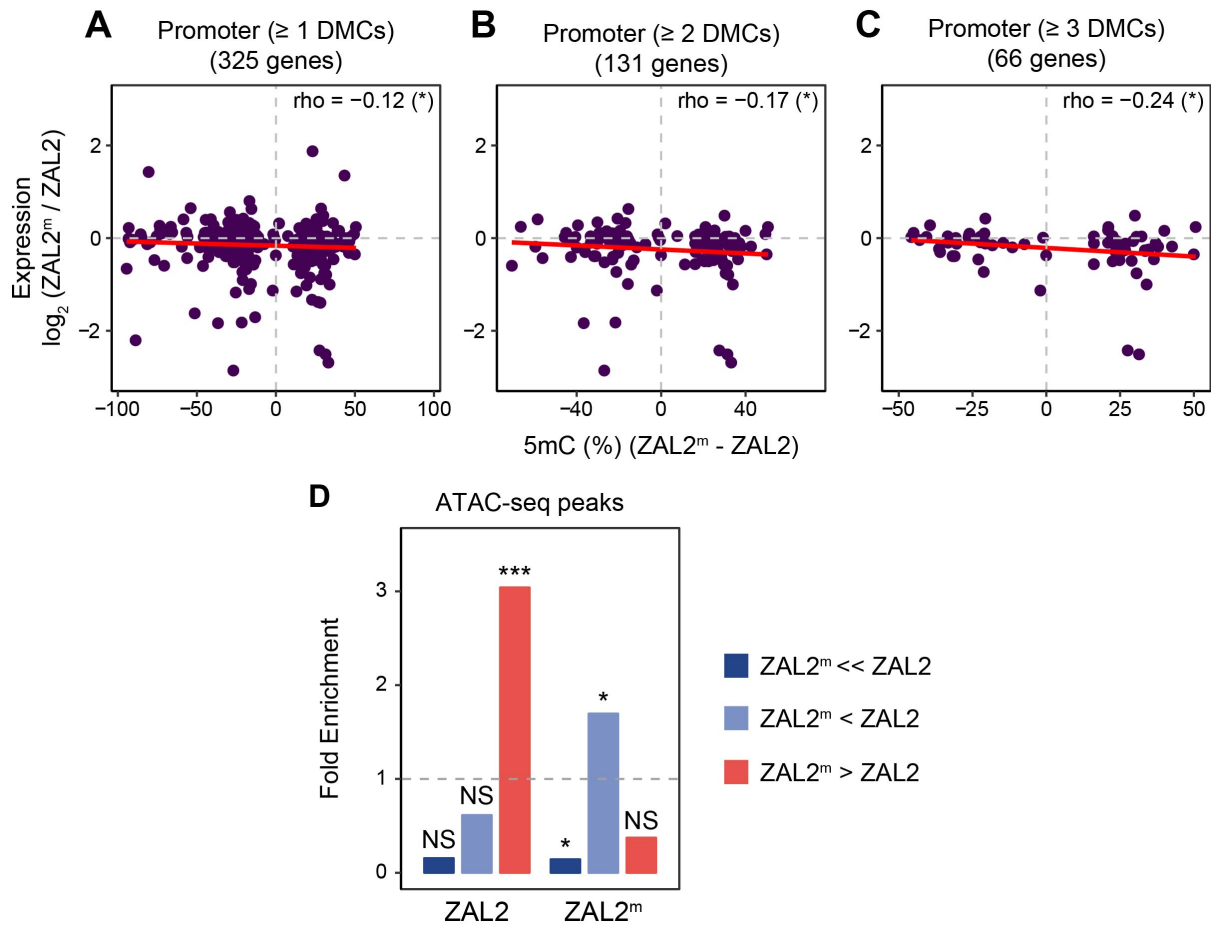 A
Promoter (≥ 1 DMCs)
(325 genes)
B
Promoter (≥ 2 DMCs)
(131 genes)
C
Promoter (≥ 3 DMCs)
(66 genes)
Expression
log₂ (ZAL2ᵐ / ZAL2)
rho = −0.12 (*)
2
0
−2
−100
−50
0
50
100
rho = −0.17 (*)
2
0
−2
−40
0
40
rho = −0.24 (*)
2
0
−2
−50
−25
0
25
50
5mC (%) (ZAL2ᵐ - ZAL2)
D
ATAC-seq peaks
Fold Enrichment
3
2
1
0
NS
NS
***
*
*
NS
ZAL2
ZAL2ᵐ
ZAL2ᵐ << ZAL2
ZAL2ᵐ < ZAL2
ZAL2ᵐ > ZAL2